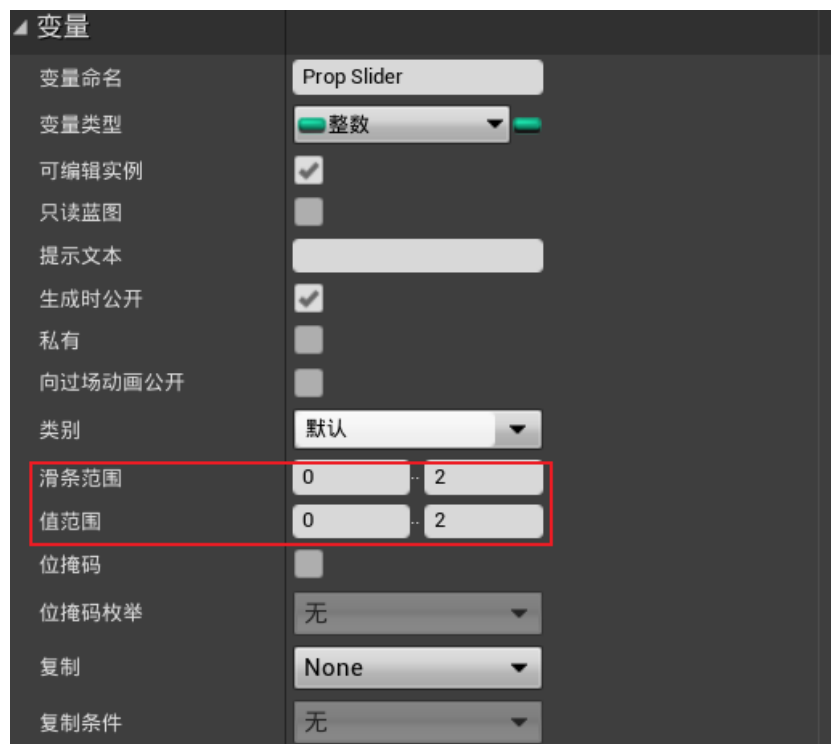 变量
变量命名 Prop Slider
变量类型 整数
可编辑实例
只读蓝图
提示文本
生成时公开
私有
向过场动画公开
类别 默认
滑条范围 0 .. 2
值范围 0 .. 2
位掩码
位掩码枚举 无
复制 None
复制条件 无